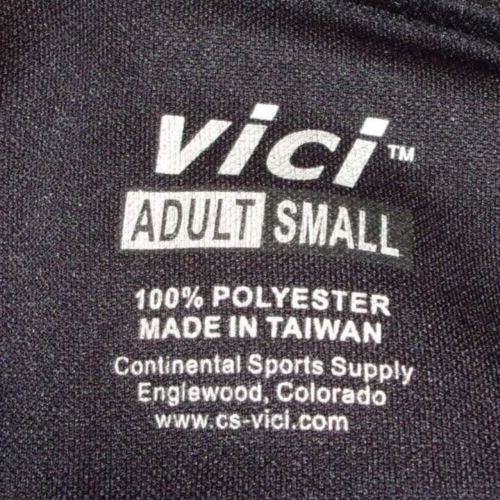 vici™
ADULT SMALL
100% POLYESTER
MADE IN TAIWAN
Continental Sports Supply
Englewood, Colorado
www.cs-vici.com